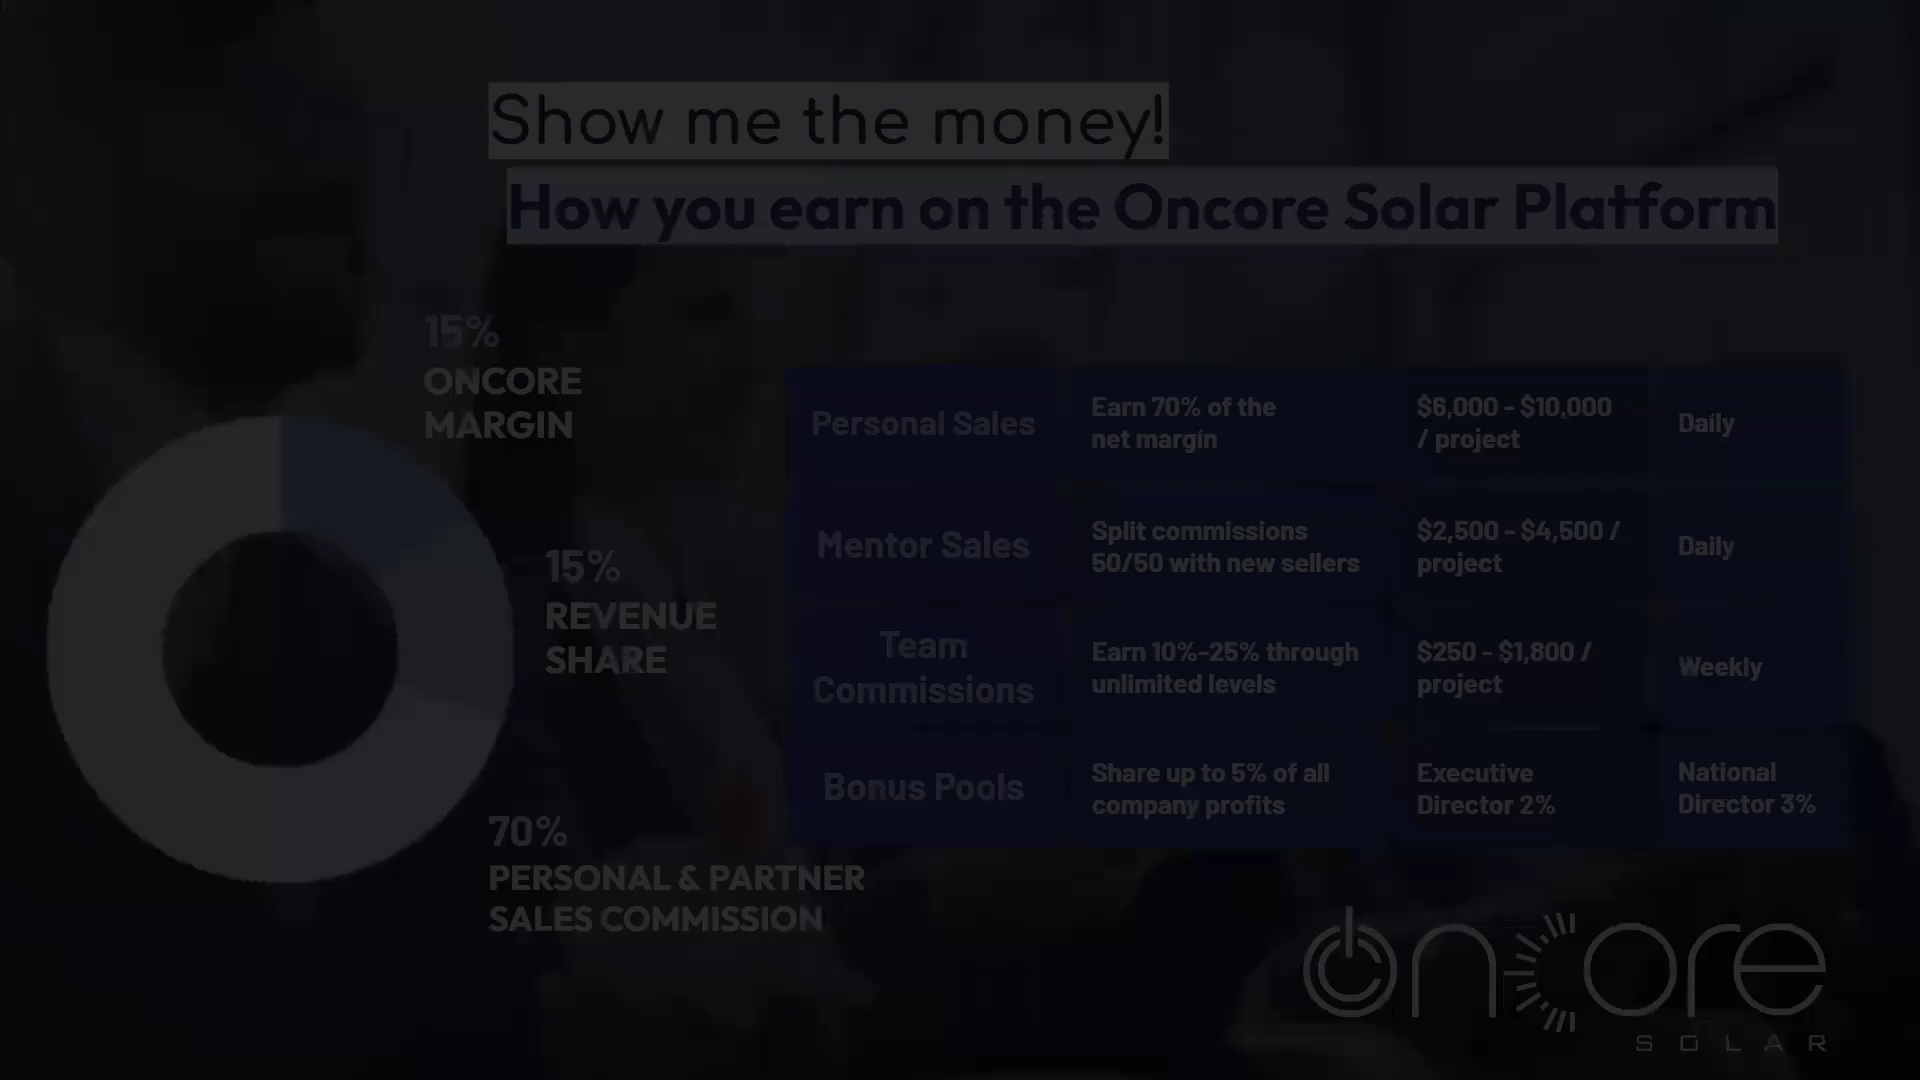 Show me the money!
How you earn on the Oncore Solar Platform
15%
ONCORE
MARGIN
15%
REVENUE
SHARE
70%
PERSONAL & PARTNER
SALES COMMISSION
Personal Sales
Earn 70% of the
net margin
$6,000 - $10,000
/ project
Daily
Mentor Sales
Split commissions
50/50 with new sellers
$2,500 - $4,500 /
project
Daily
Team
Commissions
Earn 10%-25% through
unlimited levels
$250 - $1,800 /
project
Weekly
Bonus Pools
Share up to 5% of all
company profits
Executive
Director 2%
National
Director 3%
oncore
SOLAR